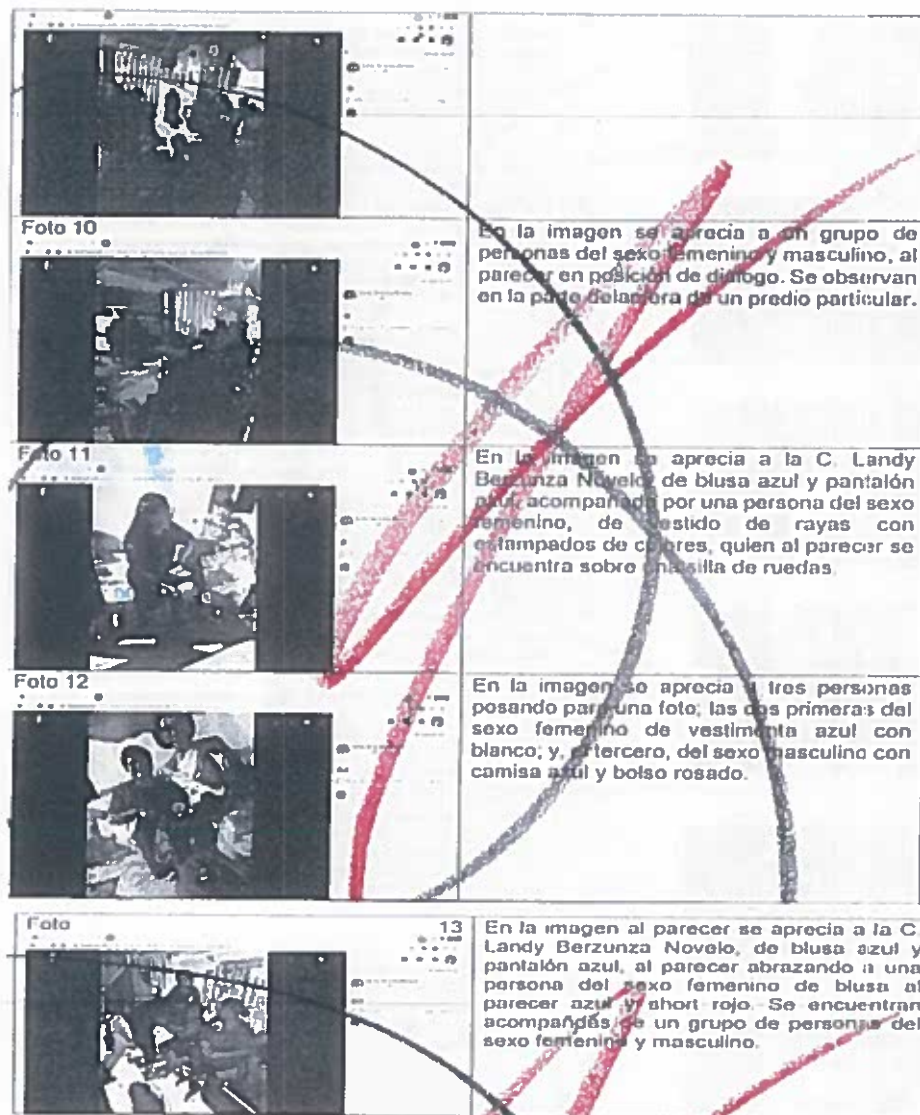 Foto 10
En la imagen se aprecia a un grupo de
personas del sexo femenino y masculino, al
parecer en posición de dialogo. Se observan
en la parte delantera de un predio particular.
Foto 11
En la imagen se aprecia a la C. Landy
Berzunza Novelo, de blusa azul y pantalón
azul, acompañada por una persona del sexo
femenino, de vestido de rayas con
estampados de colores, quien al parecer se
encuentra sobre una silla de ruedas.
Foto 12
En la imagen se aprecia a tres personas
posando para una foto; las dos primeras del
sexo femenino de vestimenta azul con
blanco; y, el tercero, del sexo masculino con
camisa azul y bolso rosado.
Foto 13
En la imagen al parecer se aprecia a la C.
Landy Berzunza Novelo, de blusa azul y
pantalón azul, al parecer abrazando a una
persona del sexo femenino de blusa al
parecer azul y short rojo. Se encuentran
acompañdas de un grupo de personas del
sexo femenino y masculino.